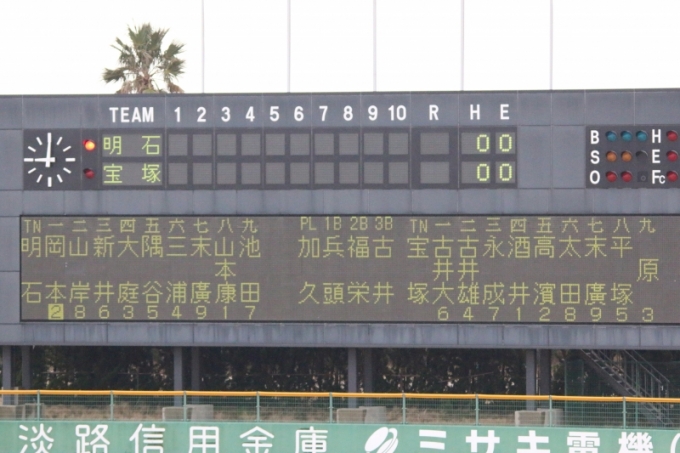 TEAM 1 2 3 4 5 6 7 8 9 10 R H E
明石 0 0 B H
宝塚 0 0 S E
O Fc
TN 一 二 三 四 五 六 七 八 九 PL 1B 2B 3B TN 一 二 三 四 五 六 七 八 九
明 岡 山 新 大 隅 三 末 山 池 加 兵 福 古 宝 古 古 永 酒 高 太 末 平
本 井 井 原
石 本 岸 井 庭 谷 浦 廣 康 田 久 頭 栄 井 塚 大 雄 成 井 濱 田 廣 塚
2 8 6 3 5 4 9 1 7 6 4 7 1 2 8 9 5 3
淡路信用金庫 ミサキ電機(